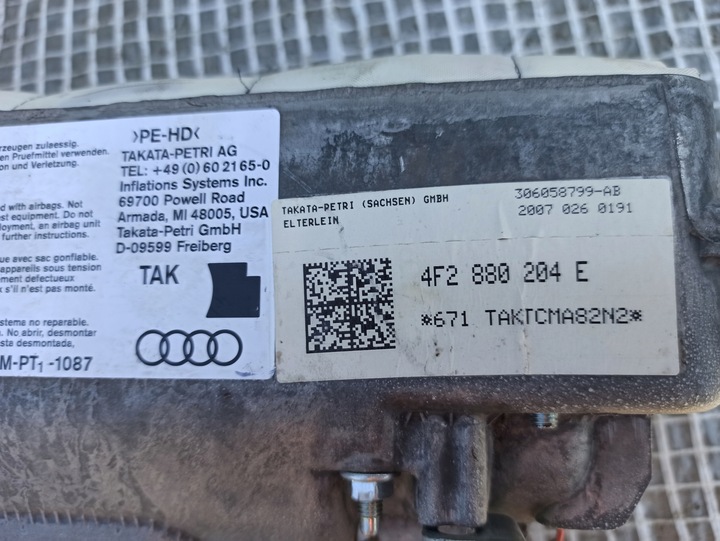 rzeugen zulaessig.
en Pruefmittel verwenden.
on und Verletzung.
d with airbags. Not
est equipment. Do not
loyment, an airbag unit
further instructions.
ue avec sac gonflable.
appareils sous tension
ment defectueux
s'il n'est pas monté.
stema no reparable.
No abrir, desmontar
sta desmontada,
M-PT1-1087
>PE-HD<
TAKATA-PETRI AG
TEL: +49 (0) 60 21 65-0
Inflations Systems Inc.
69700 Powell Road
Armada, MI 48005, USA
Takata-Petri GmbH
D-09599 Freiberg
TAK
TAKATA-PETRI (SACHSEN) GMBH
ELTERLEIN
306058799-AB
2007 026 0191
4F2 880 204 E
*671 TAKTCMA82N2*